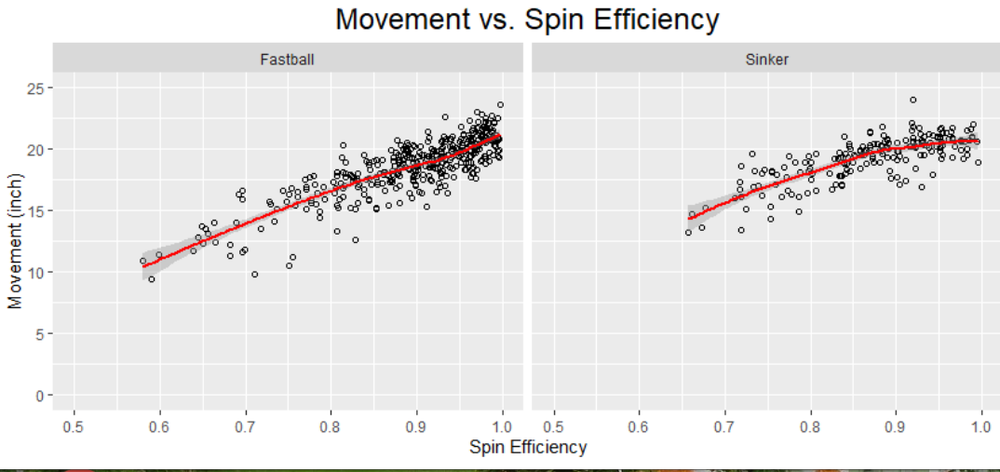 Movement vs. Spin Efficiency
Fastball
Sinker
Movement (inch)
25
20
15
10
5
0
0.5 0.6 0.7 0.8 0.9 1.0
0.5 0.6 0.7 0.8 0.9 1.0
Spin Efficiency